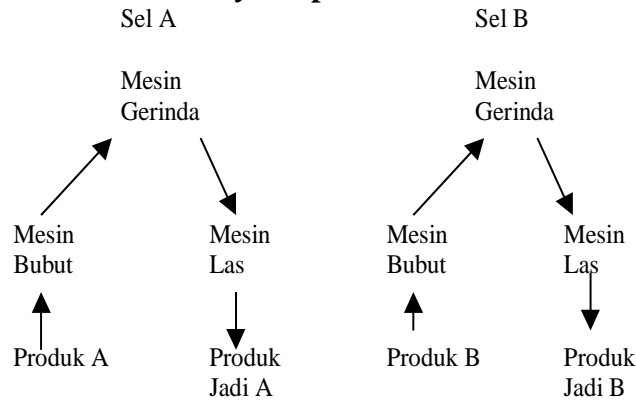 Sel A
Sel B
Mesin
Gerinda
Mesin
Gerinda
Mesin
Bubut
Mesin
Las
Mesin
Bubut
Mesin
Las
Produk A
Produk
Jadi A
Produk B
Produk
Jadi B